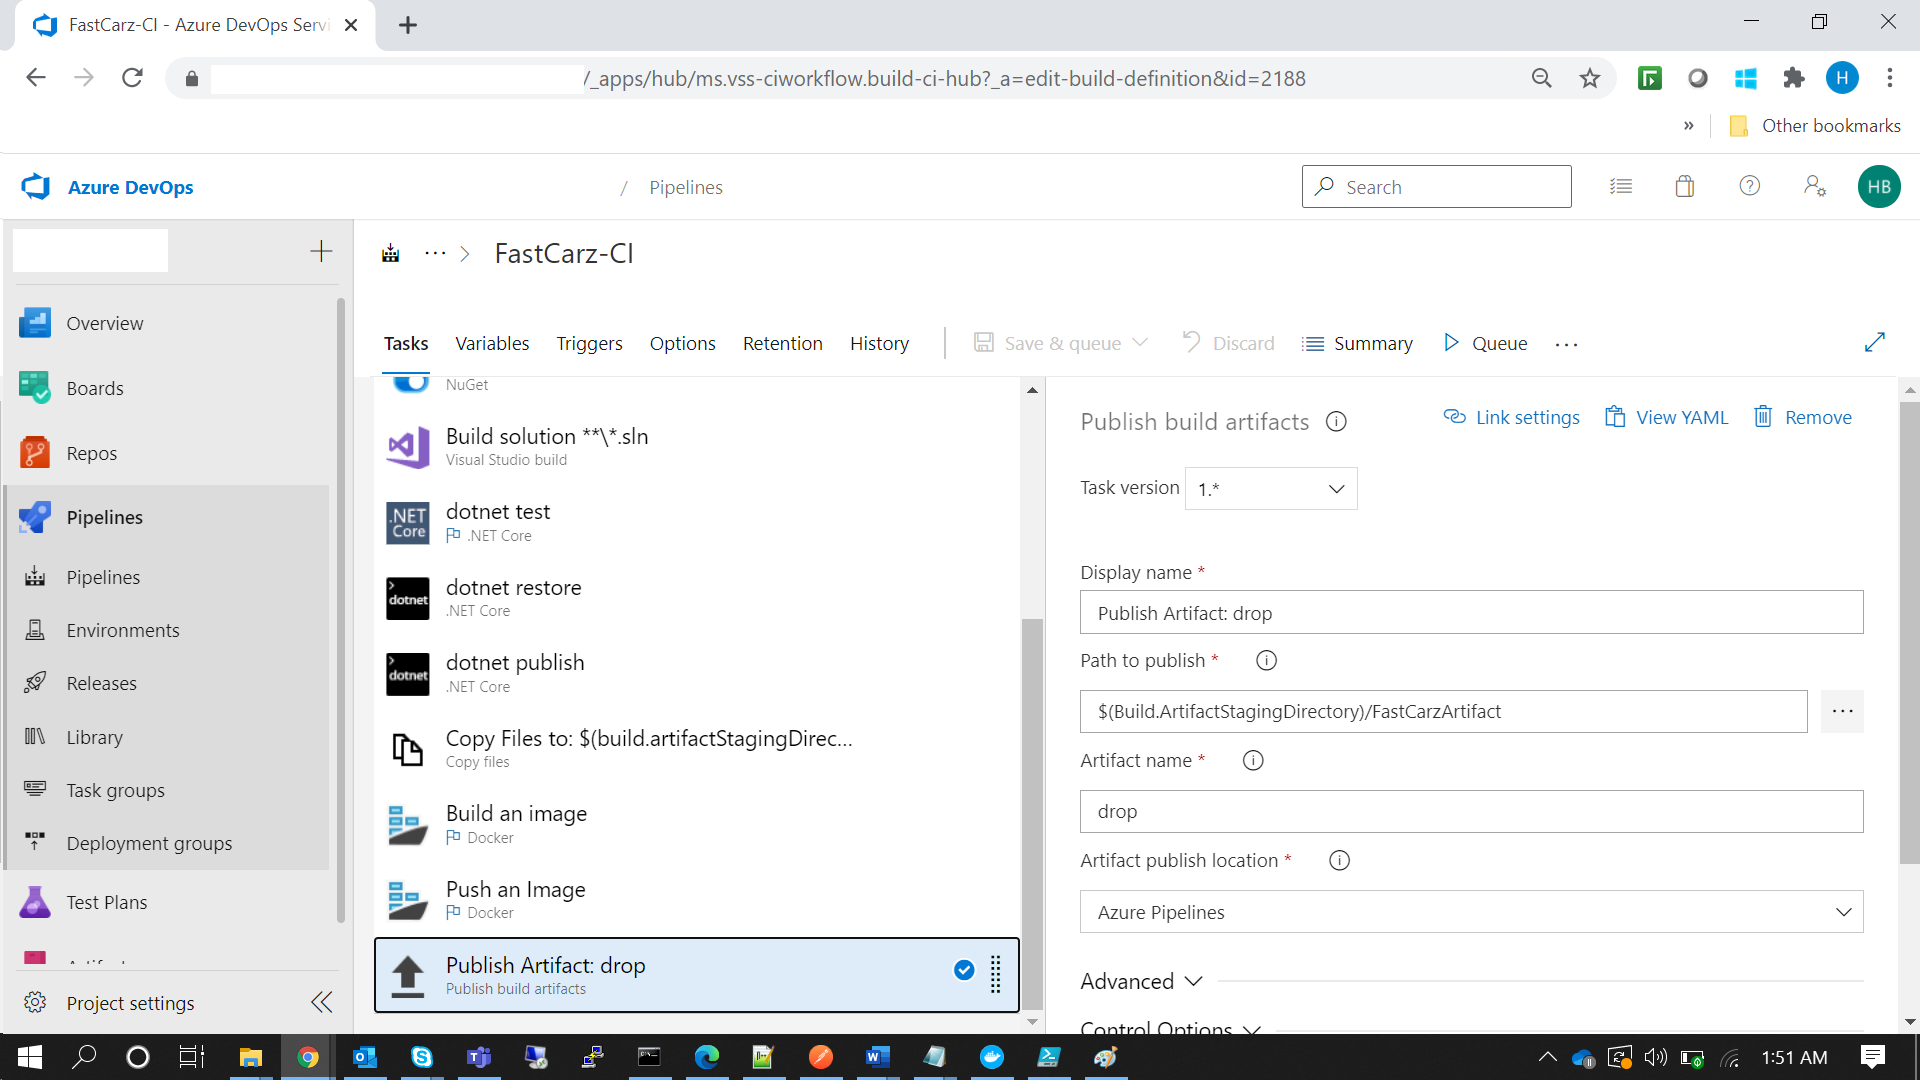 FastCarz-CI - Azure DevOps Servi
/_apps/hub/ms.vss-ciworkflow.build-ci-hub?_a=edit-build-definition&id=2188
H
» Other bookmarks
Azure DevOps
/ Pipelines
Search
HB
FastCarz-CI
Overview
Boards
Repos
Pipelines
Pipelines
Environments
Releases
Library
Task groups
Deployment groups
Test Plans
Project settings
Tasks Variables Triggers Options Retention History Save & queue Discard Summary Queue ...
NuGet
Build solution **\*.sln
Visual Studio build
.NET Core
dotnet test
.NET Core
dotnet
dotnet restore
.NET Core
dotnet
dotnet publish
.NET Core
Copy Files to: $(build.artifactStagingDirec...
Copy files
Build an image
Docker
Push an Image
Docker
Publish Artifact: drop
Publish build artifacts
Publish build artifacts
Link settings View YAML Remove
Task version 1.*
Display name *
Publish Artifact: drop
Path to publish *
$(Build.ArtifactStagingDirectory)/FastCarzArtifact
...
Artifact name *
drop
Artifact publish location *
Azure Pipelines
Advanced
Control Options
1:51 AM